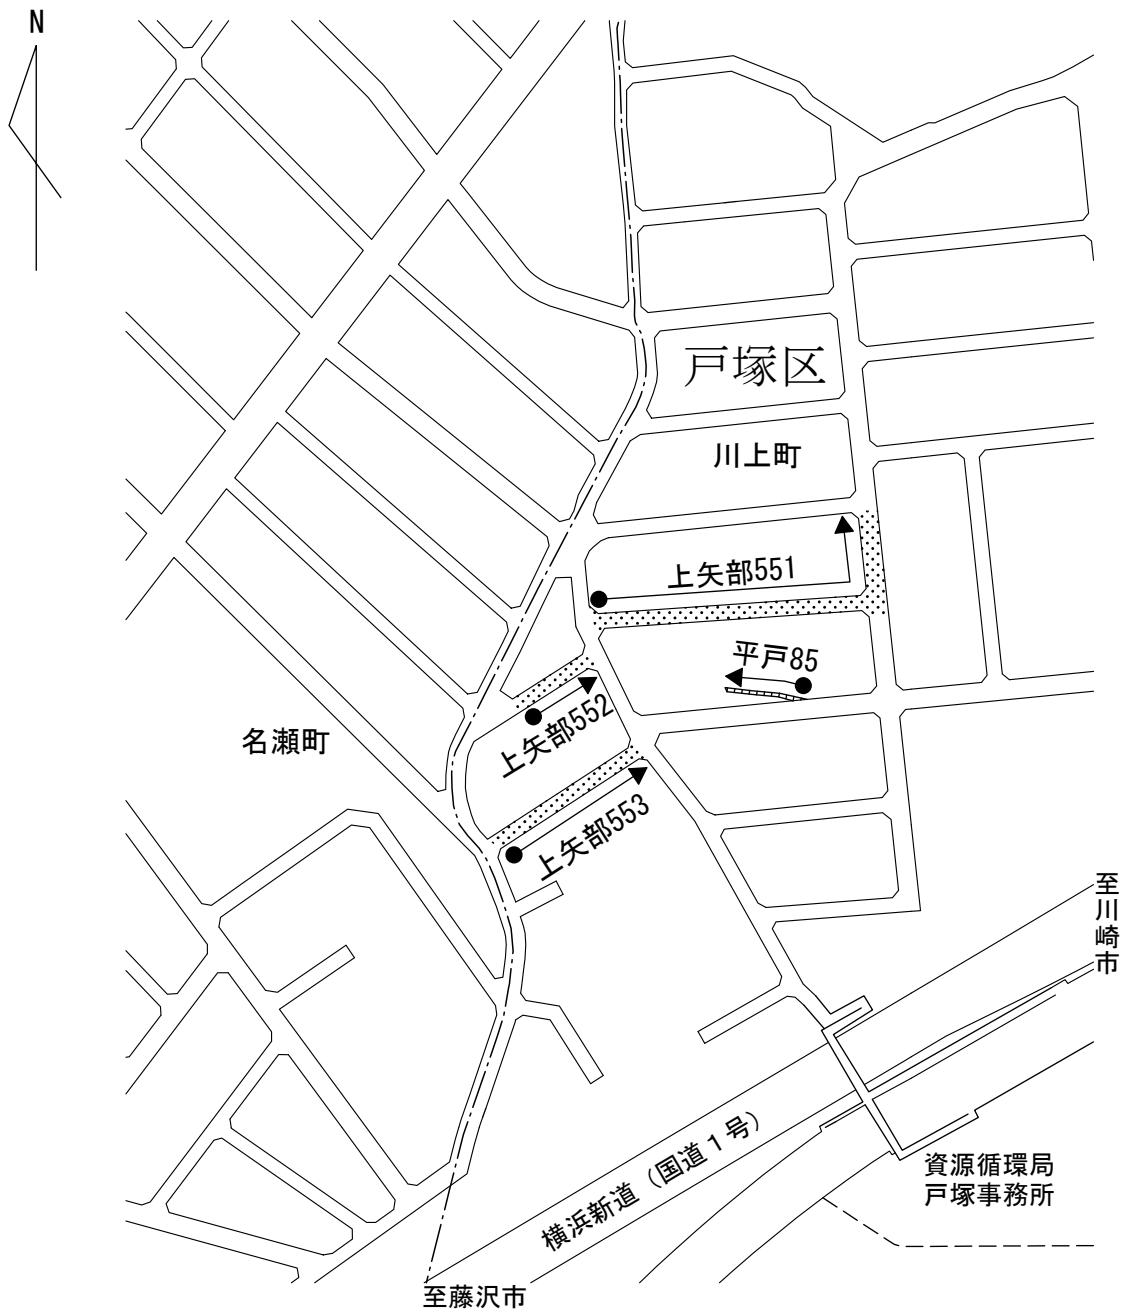 N
戸塚区
川上町
上矢部551
平戸85
上矢部552
名瀬町
上矢部553
至川崎市
横浜新道（国道１号）
資源循環局
戸塚事務所
至藤沢市